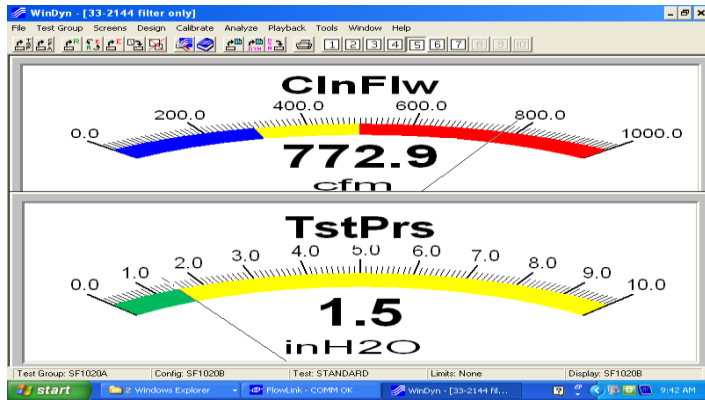 WinDyn - [33-2144 filter only]
File Test Group Screens Design Calibrate Analyze Playback Tools Window Help
1 2 3 4 5 6 7 8 9 10
ClnFlw
0.0 200.0 400.0 600.0 800.0 1000.0
772.9
cfm
TstPrs
0.0 1.0 2.0 3.0 4.0 5.0 6.0 7.0 8.0 9.0 10.0
1.5
inH2O
Test Group: SF1020A Config: SF1020B Test: STANDARD Limits: None Display: SF1020B
start 2 Windows Explorer FlowLink - COMM OK WinDyn - [33-2144 fil... 9:42 AM